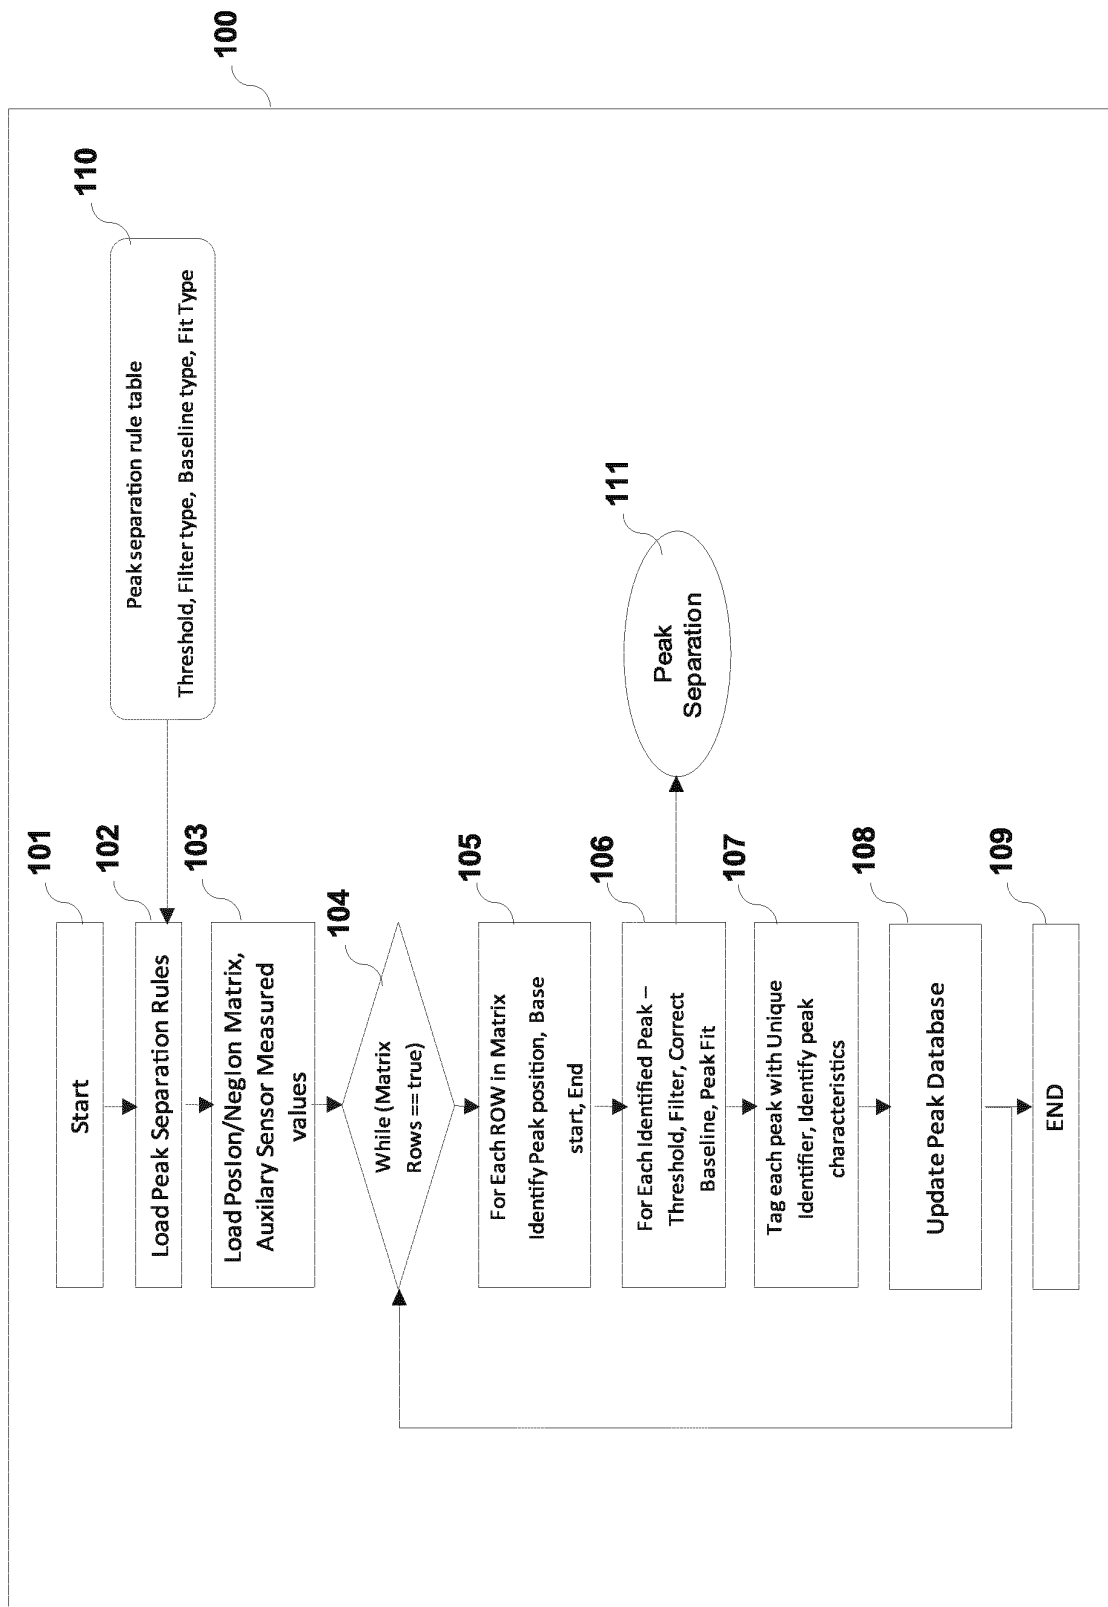 100
110
Peak separation rule table
Threshold, Filter type, Baseline type, Fit Type
101
Start
102
Load Peak Separation Rules
103
Load PosIon/NegIon Matrix,
Auxilary Sensor Measured
values
104
While (Matrix
Rows == true)
105
For Each ROW in Matrix
Identify Peak position, Base
start, End
106
For Each Identified Peak –
Threshold, Filter, Correct
Baseline, Peak Fit
111
Peak
Separation
107
Tag each peak with Unique
Identifier, Identify peak
characteristics
108
Update Peak Database
109
END